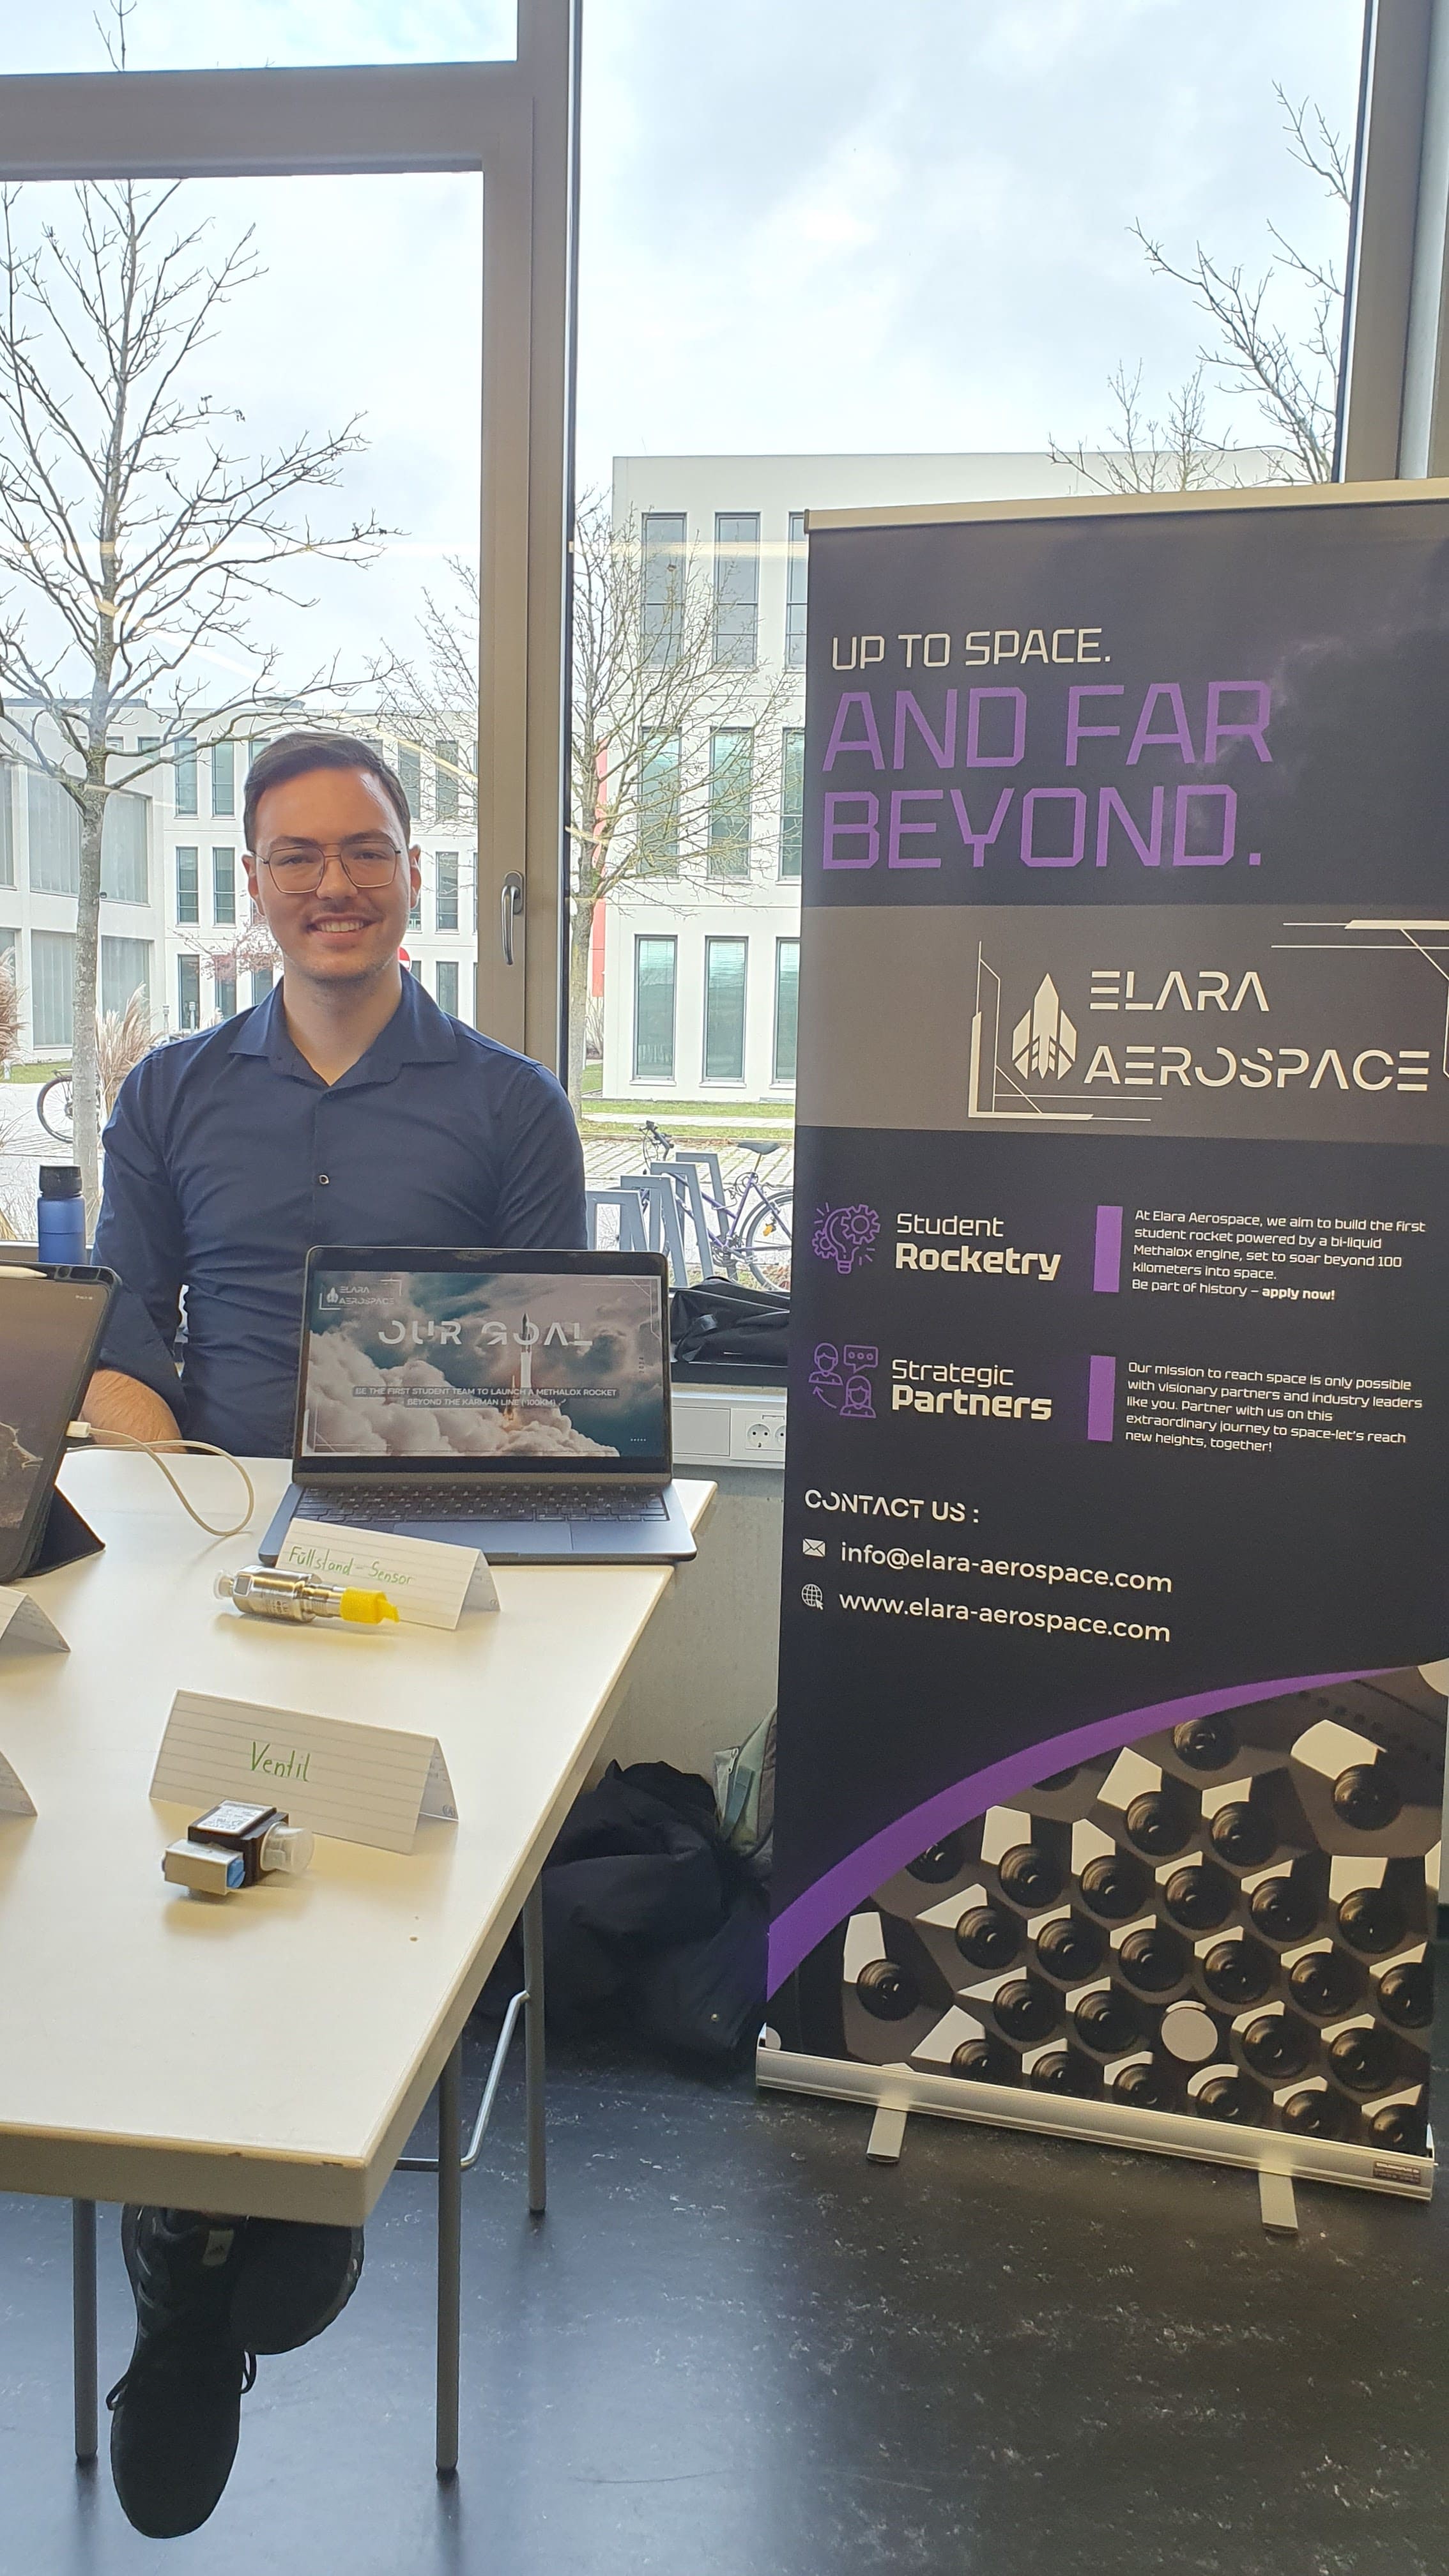 UP TO SPACE.
AND FAR
BEYOND.
ELARA
AEROSPACE
Student
Rocketry
At Elara Aerospace, we aim to build the first
student rocket powered by a bi-liquid
Methalox engine, set to soar beyond 100
kilometers into space.
Be part of history – apply now!
Strategic
Partners
Our mission to reach space is only possible
with visionary partners and industry leaders
like you. Partner with us on this
extraordinary journey to space-let's reach
new heights, together!
CONTACT US :
info@elara-aerospace.com
www.elara-aerospace.com
ELARA
AEROSPACE
OUR GOAL
BE THE FIRST STUDENT TEAM TO LAUNCH A METHALOX ROCKET
BEYOND THE KARMAN LINE (100KM)
Füllstand-Sensor
Ventil